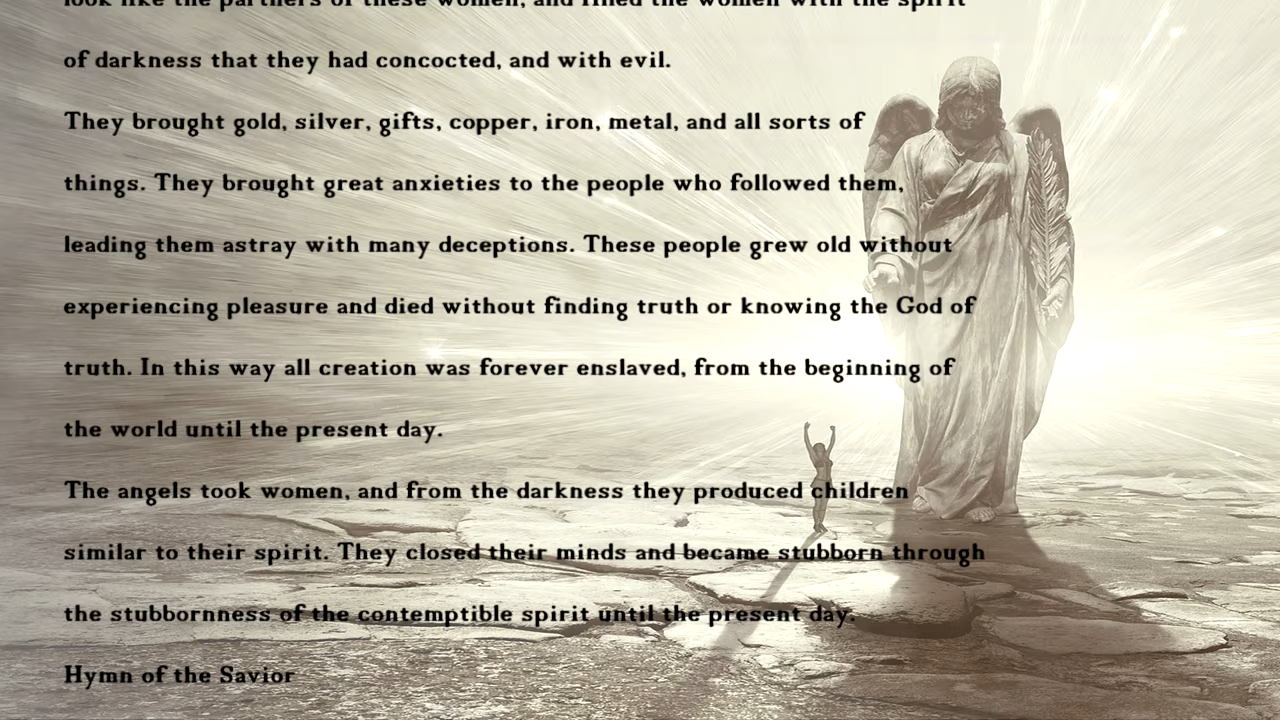 look like the partners of these women, and filled the women with the spirit
of darkness that they had concocted, and with evil.
They brought gold, silver, gifts, copper, iron, metal, and all sorts of
things. They brought great anxieties to the people who followed them,
leading them astray with many deceptions. These people grew old without
experiencing pleasure and died without finding truth or knowing the God of
truth. In this way all creation was forever enslaved, from the beginning of
the world until the present day.
The angels took women, and from the darkness they produced children
similar to their spirit. They closed their minds and became stubborn through
the stubbornness of the contemptible spirit until the present day.
Hymn of the Savior